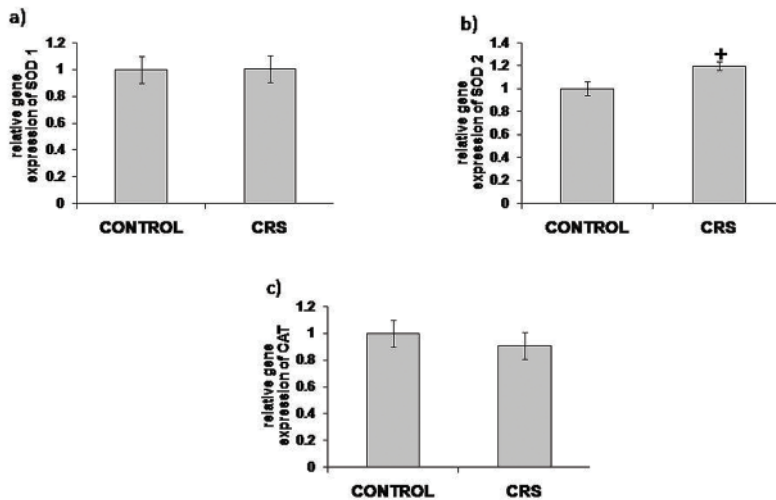 a)
relative gene
expression of SOD 1
1.2
1
0.8
0.6
0.4
0.2
0
CONTROL CRS
b)
relative gene
expression of SOD 2
1.4
1.2
1
0.8
0.6
0.4
0.2
0
+
CONTROL CRS
c)
relative gene
expression of CAT
1.2
1
0.8
0.6
0.4
0.2
0
CONTROL CRS